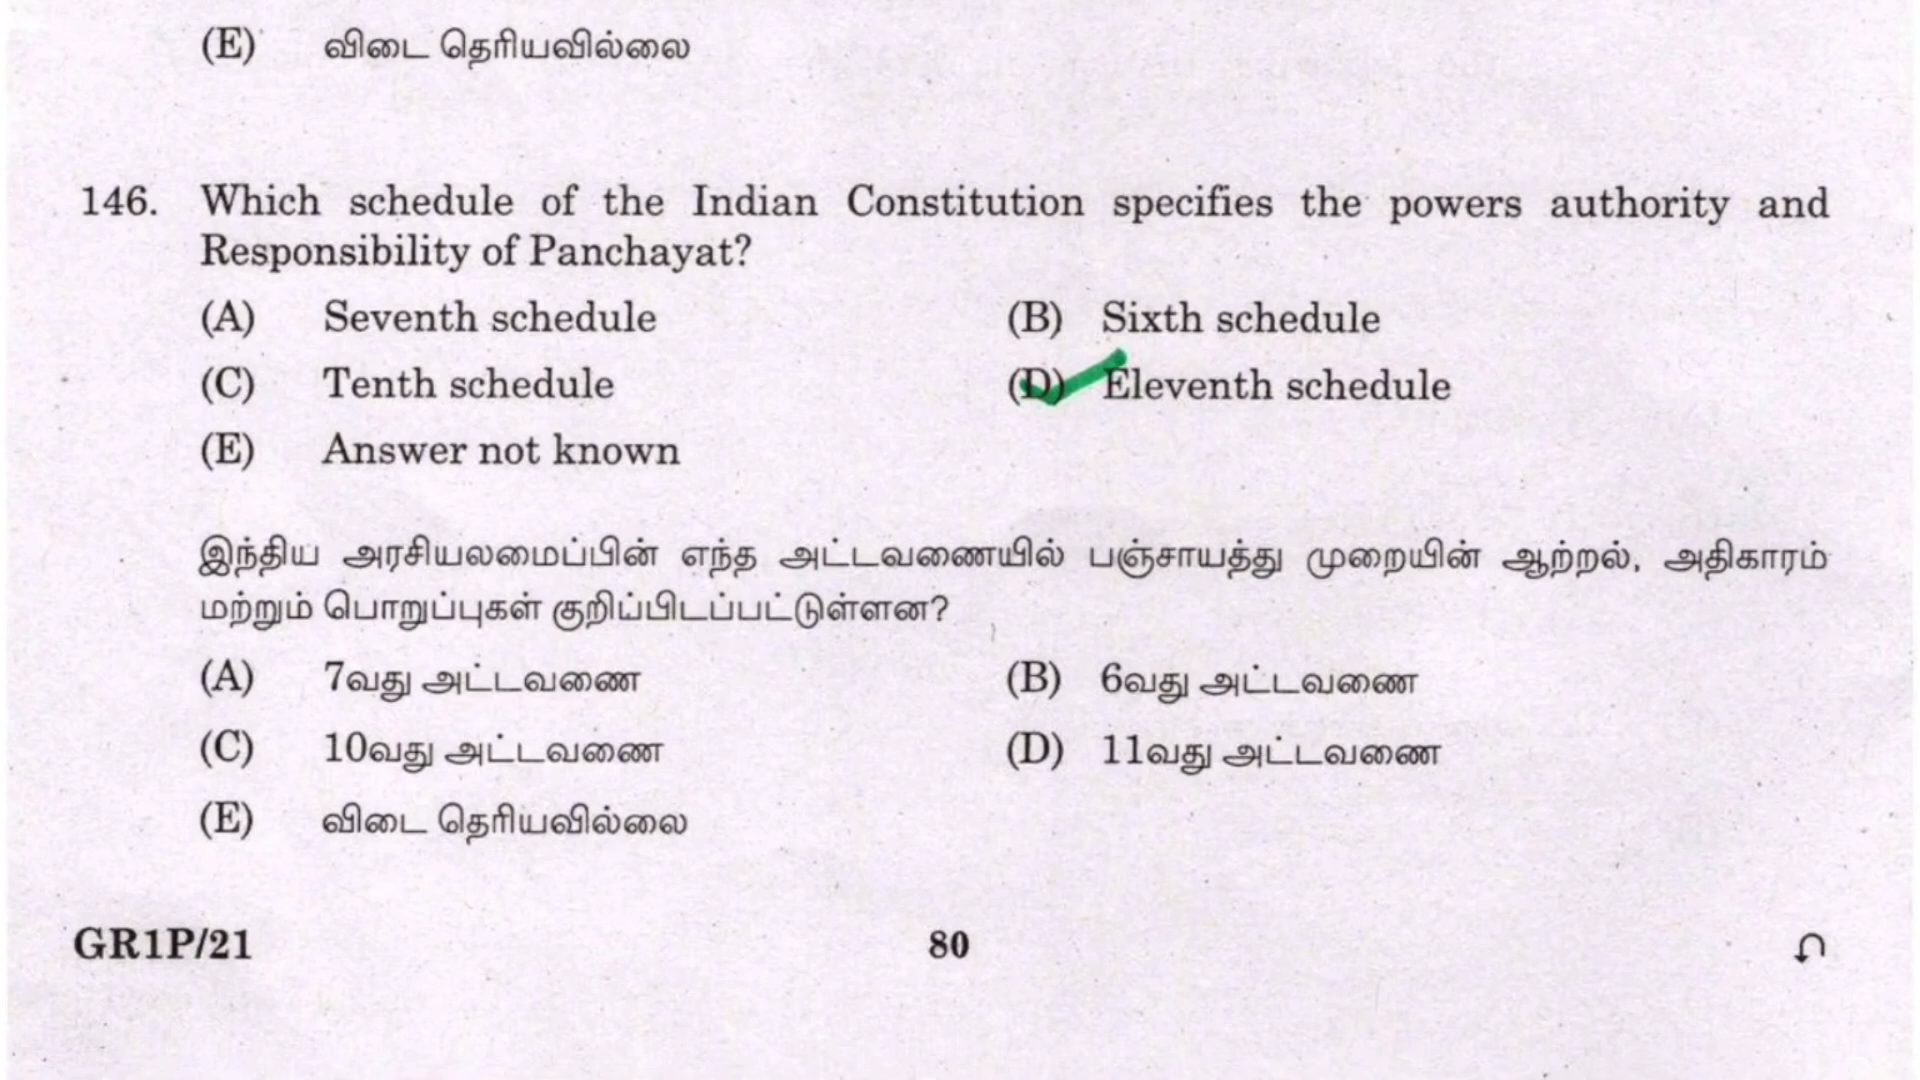 (E) விடை தெரியவில்லை
146. Which schedule of the Indian Constitution specifies the powers authority and
Responsibility of Panchayat?
(A) Seventh schedule (B) Sixth schedule
(C) Tenth schedule (D) Eleventh schedule
(E) Answer not known
இந்திய அரசியலமைப்பின் எந்த அட்டவணையில் பஞ்சாயத்து முறையின் ஆற்றல், அதிகாரம்
மற்றும் பொறுப்புகள் குறிப்பிடப்பட்டுள்ளன?
(A) 7வது அட்டவணை (B) 6வது அட்டவணை
(C) 10வது அட்டவணை (D) 11வது அட்டவணை
(E) விடை தெரியவில்லை
GR1P/21 80